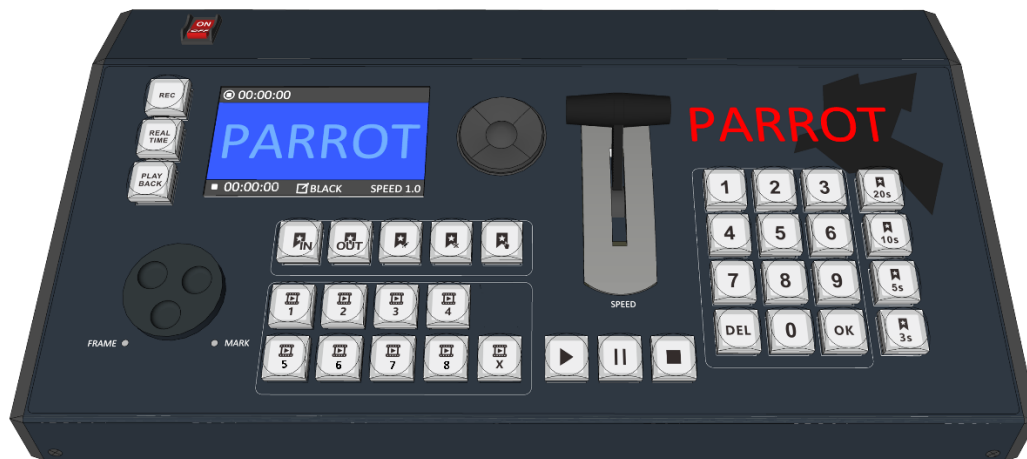 ON
OFF
REC
REAL
TIME
PLAY
BACK
00:00:00
PARROT
00:00:00 BLACK SPEED 1.0
PARROT
1 2 3 20s
4 5 6 10s
7 8 9 5s
DEL 0 OK 3s
IN OUT
1 2 3 4
5 6 7 8 X
SPEED
FRAME MARK